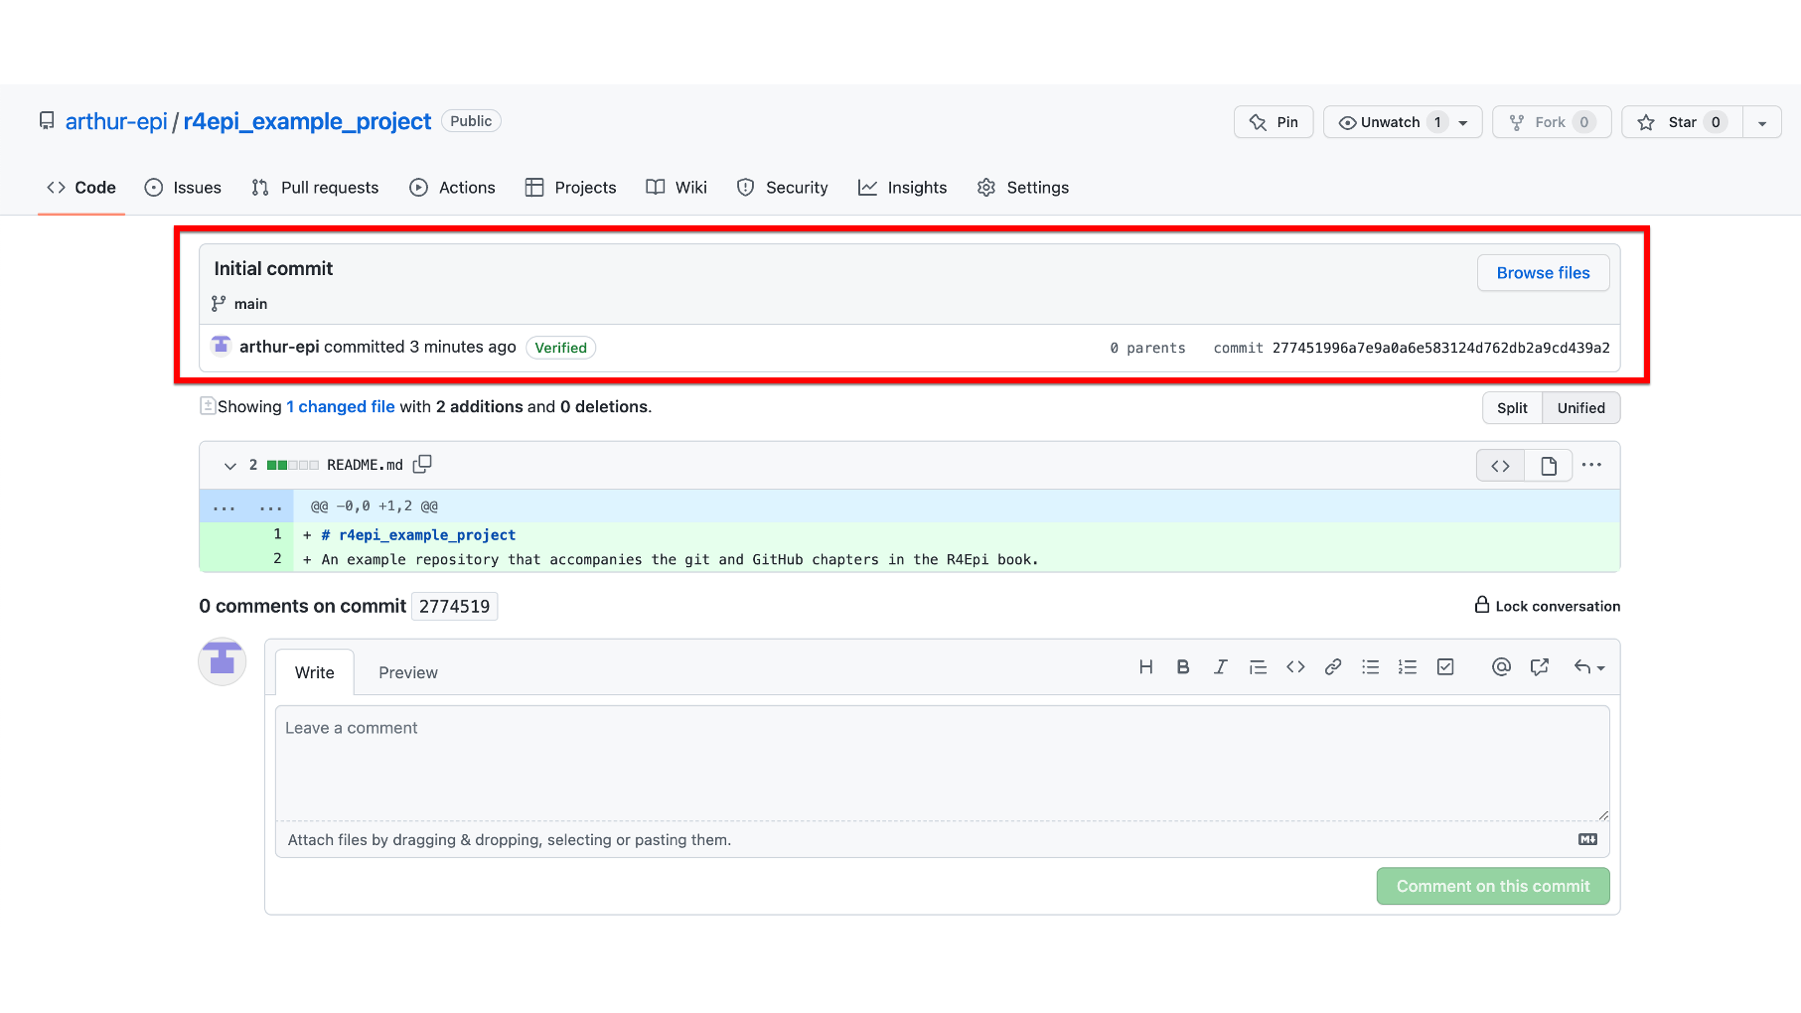 arthur-epi / r4epi_example_project Public
Pin Unwatch 1 Fork 0 Star 0
Code Issues Pull requests Actions Projects Wiki Security Insights Settings
Initial commit
Browse files
main
arthur-epi committed 3 minutes ago Verified 0 parents commit 277451996a7e9a0a6e583124d762db2a9cd439a2
Showing 1 changed file with 2 additions and 0 deletions.
Split Unified
2 README.md
... ... @@ -0,0 +1,2 @@
1 + # r4epi_example_project
2 + An example repository that accompanies the git and GitHub chapters in the R4Epi book.
0 comments on commit 2774519
Lock conversation
Write Preview
Leave a comment
Attach files by dragging & dropping, selecting or pasting them.
Comment on this commit